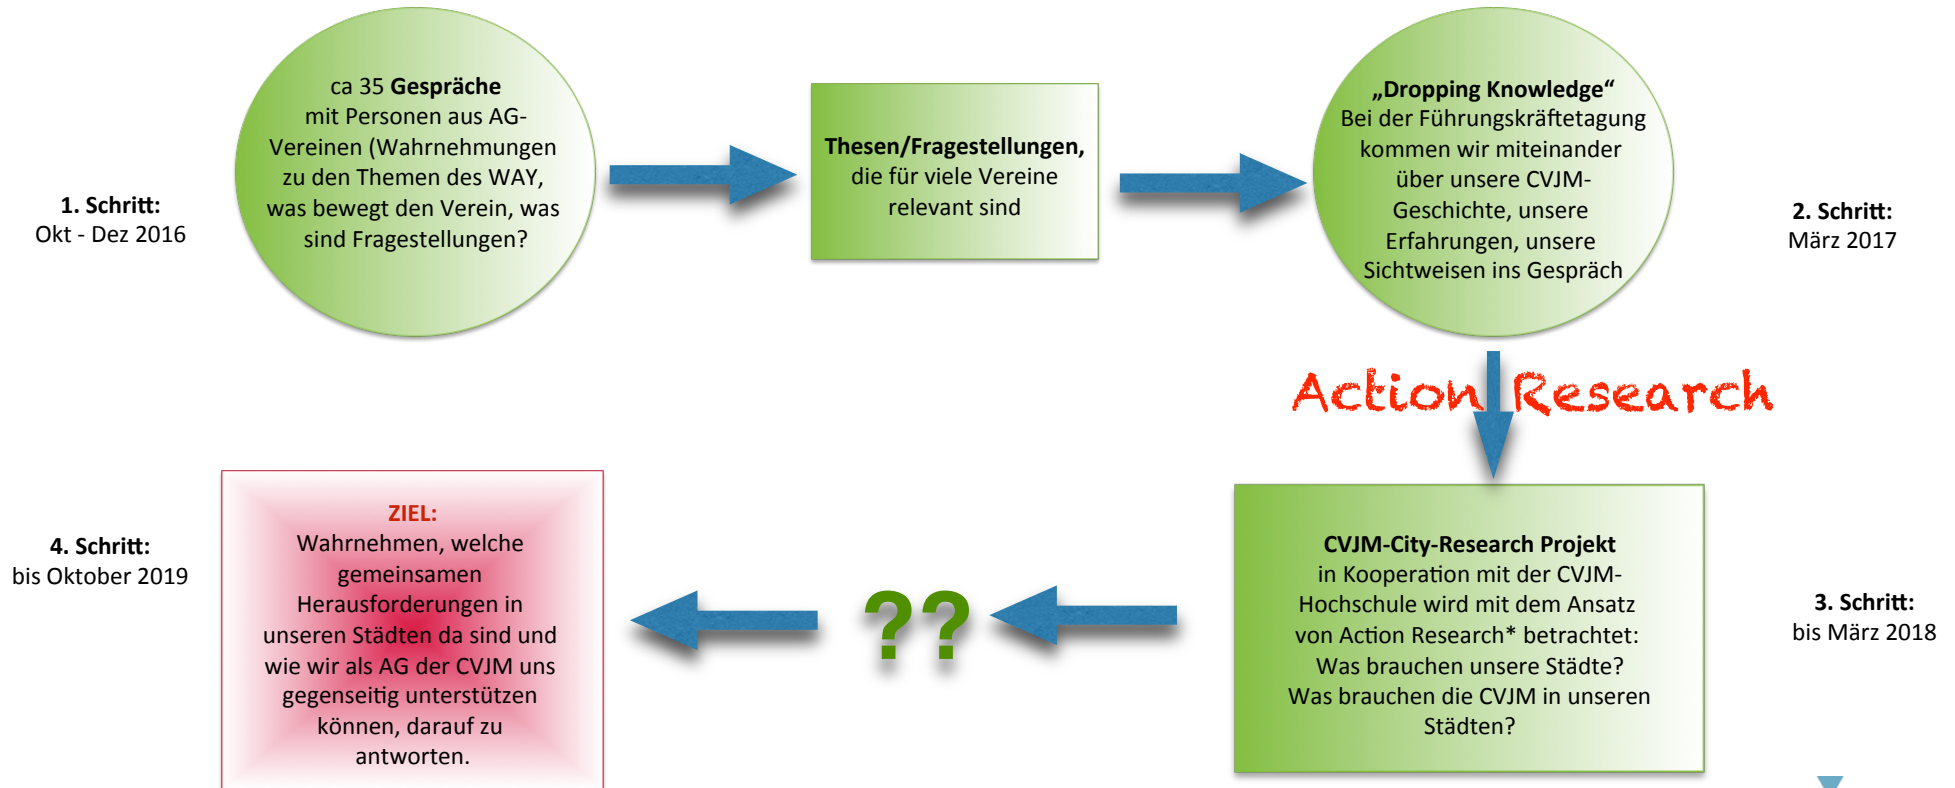 1. Schritt:
Okt - Dez 2016
ca 35 Gespräche
mit Personen aus AG-
Vereinen (Wahrnehmungen
zu den Themen des WAY,
was bewegt den Verein, was
sind Fragestellungen?
Thesen/Fragestellungen,
die für viele Vereine
relevant sind
„Dropping Knowledge“
Bei der Führungskräftetagung
kommen wir miteinander
über unsere CVJM-
Geschichte, unsere
Erfahrungen, unsere
Sichtweisen ins Gespräch
2. Schritt:
März 2017
Action Research
CVJM-City-Research Projekt
in Kooperation mit der CVJM-
Hochschule wird mit dem Ansatz
von Action Research* betrachtet:
Was brauchen unsere Städte?
Was brauchen die CVJM in unseren
Städten?
3. Schritt:
bis März 2018
??
ZIEL:
Wahrnehmen, welche
gemeinsamen
Herausforderungen in
unseren Städten da sind und
wie wir als AG der CVJM uns
gegenseitig unterstützen
können, darauf zu
antworten.
4. Schritt:
bis Oktober 2019